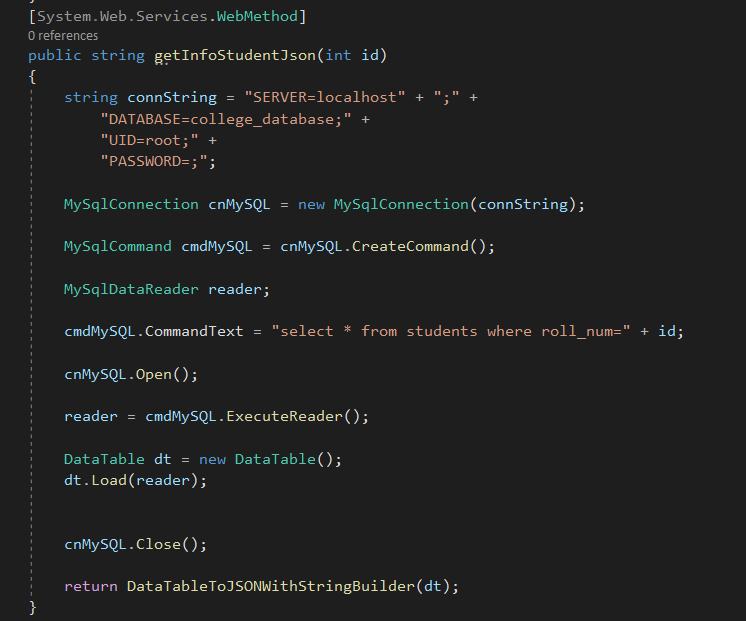 }
[System.Web.Services.WebMethod]
0 references
public string getInfoStudentJson(int id)
{
string connString = "SERVER=localhost" + ";" +
"DATABASE=college_database;" +
"UID=root;" +
"PASSWORD=;";
MySqlConnection cnMySQL = new MySqlConnection(connString);
MySqlCommand cmdMySQL = cnMySQL.CreateCommand();
MySqlDataReader reader;
cmdMySQL.CommandText = "select * from students where roll_num=" + id;
cnMySQL.Open();
reader = cmdMySQL.ExecuteReader();
DataTable dt = new DataTable();
dt.Load(reader);
cnMySQL.Close();
return DataTableToJSONWithStringBuilder(dt);
}